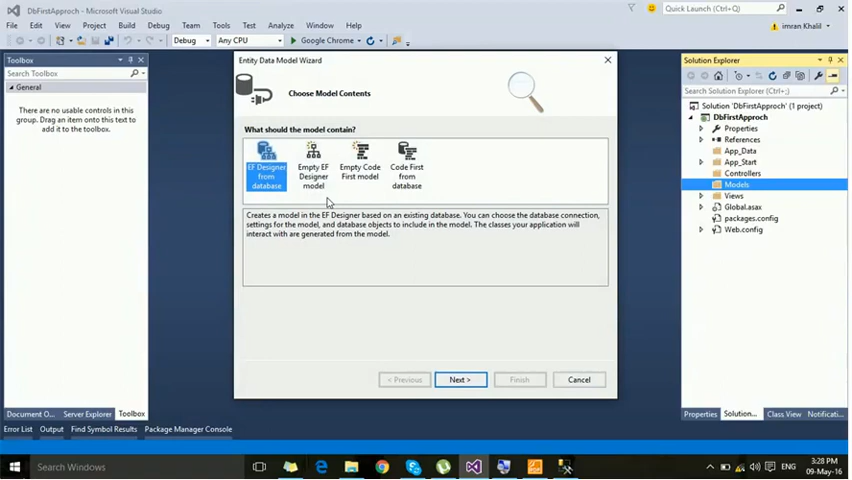 DbFirstApproch - Microsoft Visual Studio
Quick Launch (Ctrl+Q)
File Edit View Project Build Debug Team Tools Test Analyze Window Help
imran Khalil
Debug Any CPU Google Chrome
Toolbox
Search Toolbox
General
There are no usable controls in this
group. Drag an item onto this text to
add it to the toolbox.
Entity Data Model Wizard
Choose Model Contents
What should the model contain?
EF Designer
from
database
Empty EF
Designer
model
Empty Code
First model
Code First
from
database
Creates a model in the EF Designer based on an existing database. You can choose the database connection,
settings for the model, and database objects to include in the model. The classes your application will
interact with are generated from the model.
< Previous Next > Finish Cancel
Solution Explorer
Search Solution Explorer (Ctrl+;)
Solution 'DbFirstApproch' (1 project)
DbFirstApproch
Properties
References
App_Data
App_Start
Controllers
Models
Views
Global.asax
packages.config
Web.config
Document O... Server Explorer Toolbox
Properties Solution... Class View Notificati...
Error List Output Find Symbol Results Package Manager Console
Search Windows
ENG
3:28 PM
09-May-16